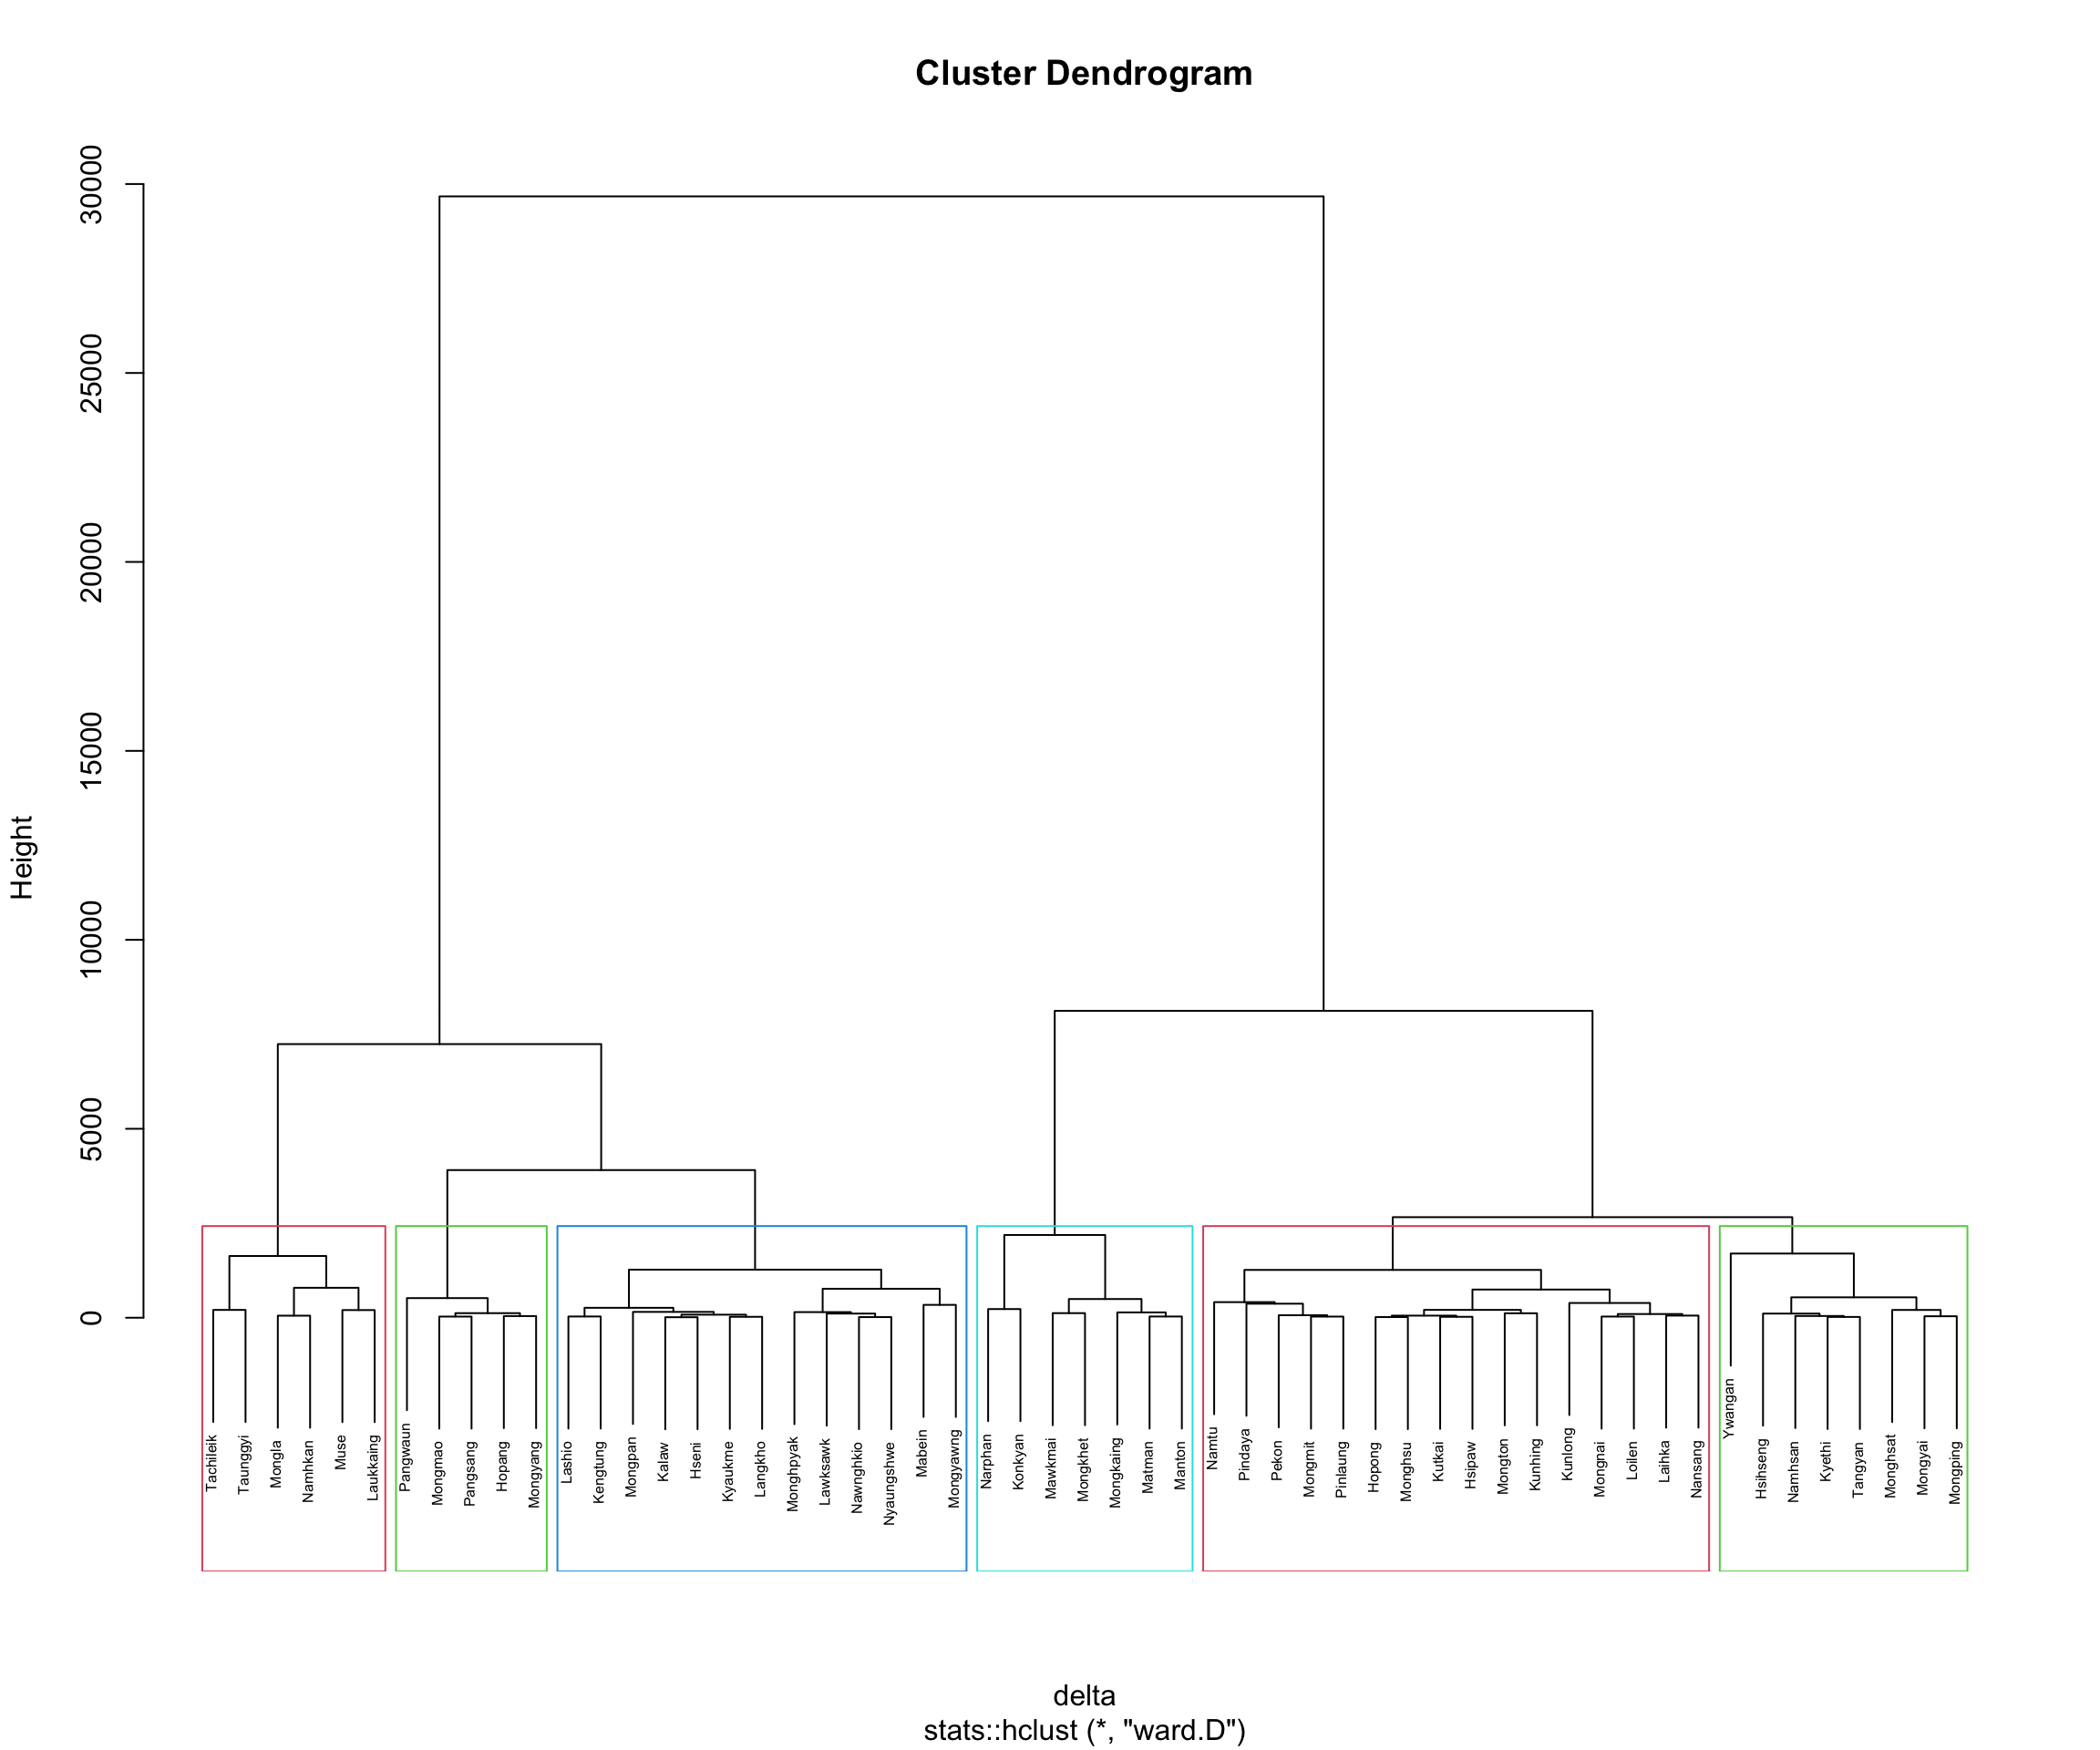 Cluster Dendrogram
Height
30000
25000
20000
15000
10000
5000
0
Tachileik
Taunggyi
Mongla
Namhkan
Muse
Laukkaing
Pangwaun
Mongmao
Pangsang
Hopang
Mongyang
Lashio
Kengtung
Mongpan
Kalaw
Hseni
Kyaukme
Langkho
Monghpyak
Lawksawk
Nawnghkio
Nyaungshwe
Mabein
Mongyawng
Narphan
Konkyan
Mawkmai
Mongkhet
Mongkaing
Matman
Manton
Namtu
Pindaya
Pekon
Mongmit
Pinlaung
Hopong
Monghsu
Kutkai
Hsipaw
Mongton
Kunhing
Kunlong
Mongnai
Loilen
Laihka
Nansang
Ywangan
Hsihseng
Namhsan
Kyethi
Tangyan
Monghsat
Mongyai
Mongping
delta
stats::hclust (*, "ward.D")